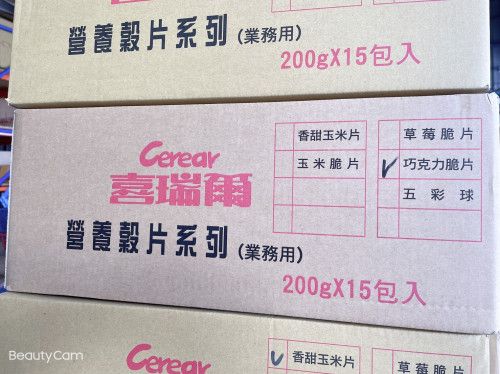 營養穀片系列(業務用)
200gX15包入
Cerear
喜瑞爾
營養穀片系列(業務用)
200gX15包入
香甜玉米片
玉米脆片
草莓脆片
巧克力脆片
五彩球
Cerear
香甜玉米片
草莓脆片
BeautyCam